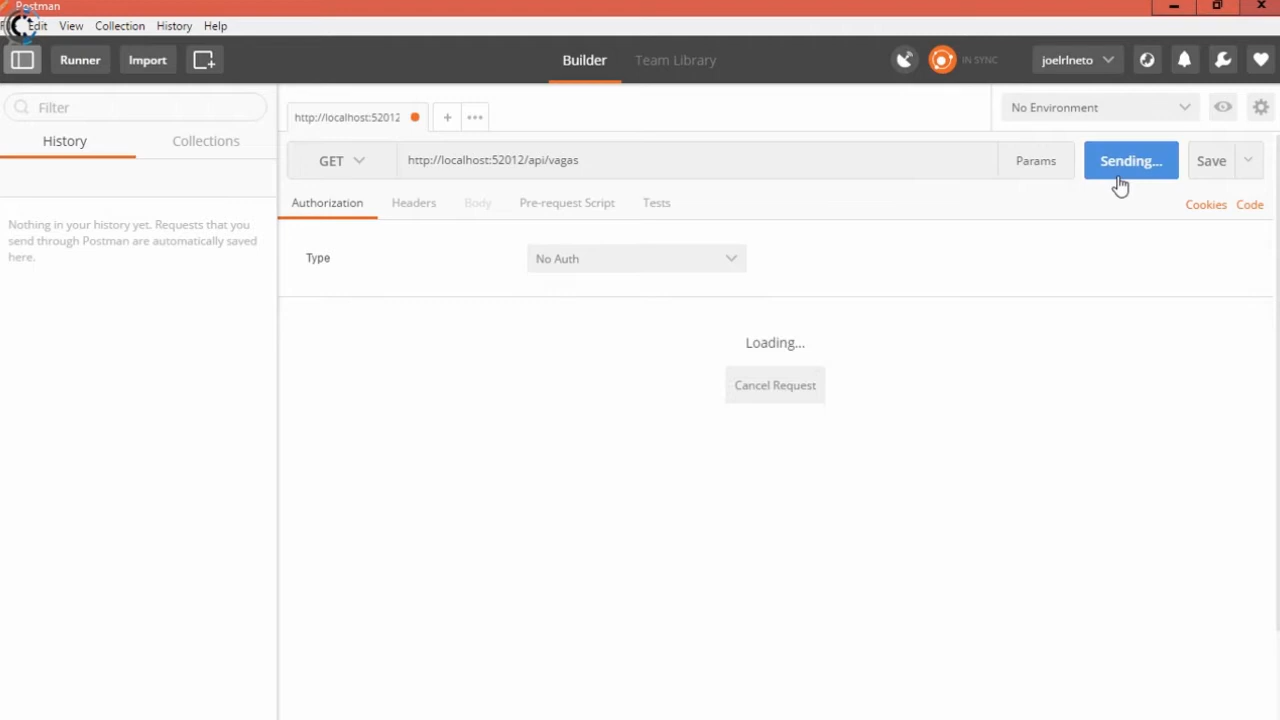 Postman
Edit View Collection History Help
Runner Import Builder Team Library IN SYNC joelrlneto
Filter
History Collections
Nothing in your history yet. Requests that you send through Postman are automatically saved here.
http://localhost:52012 + ••• No Environment
GET http://localhost:52012/api/vagas Params Sending... Save
Authorization Headers Body Pre-request Script Tests Cookies Code
Type No Auth
Loading...
Cancel Request